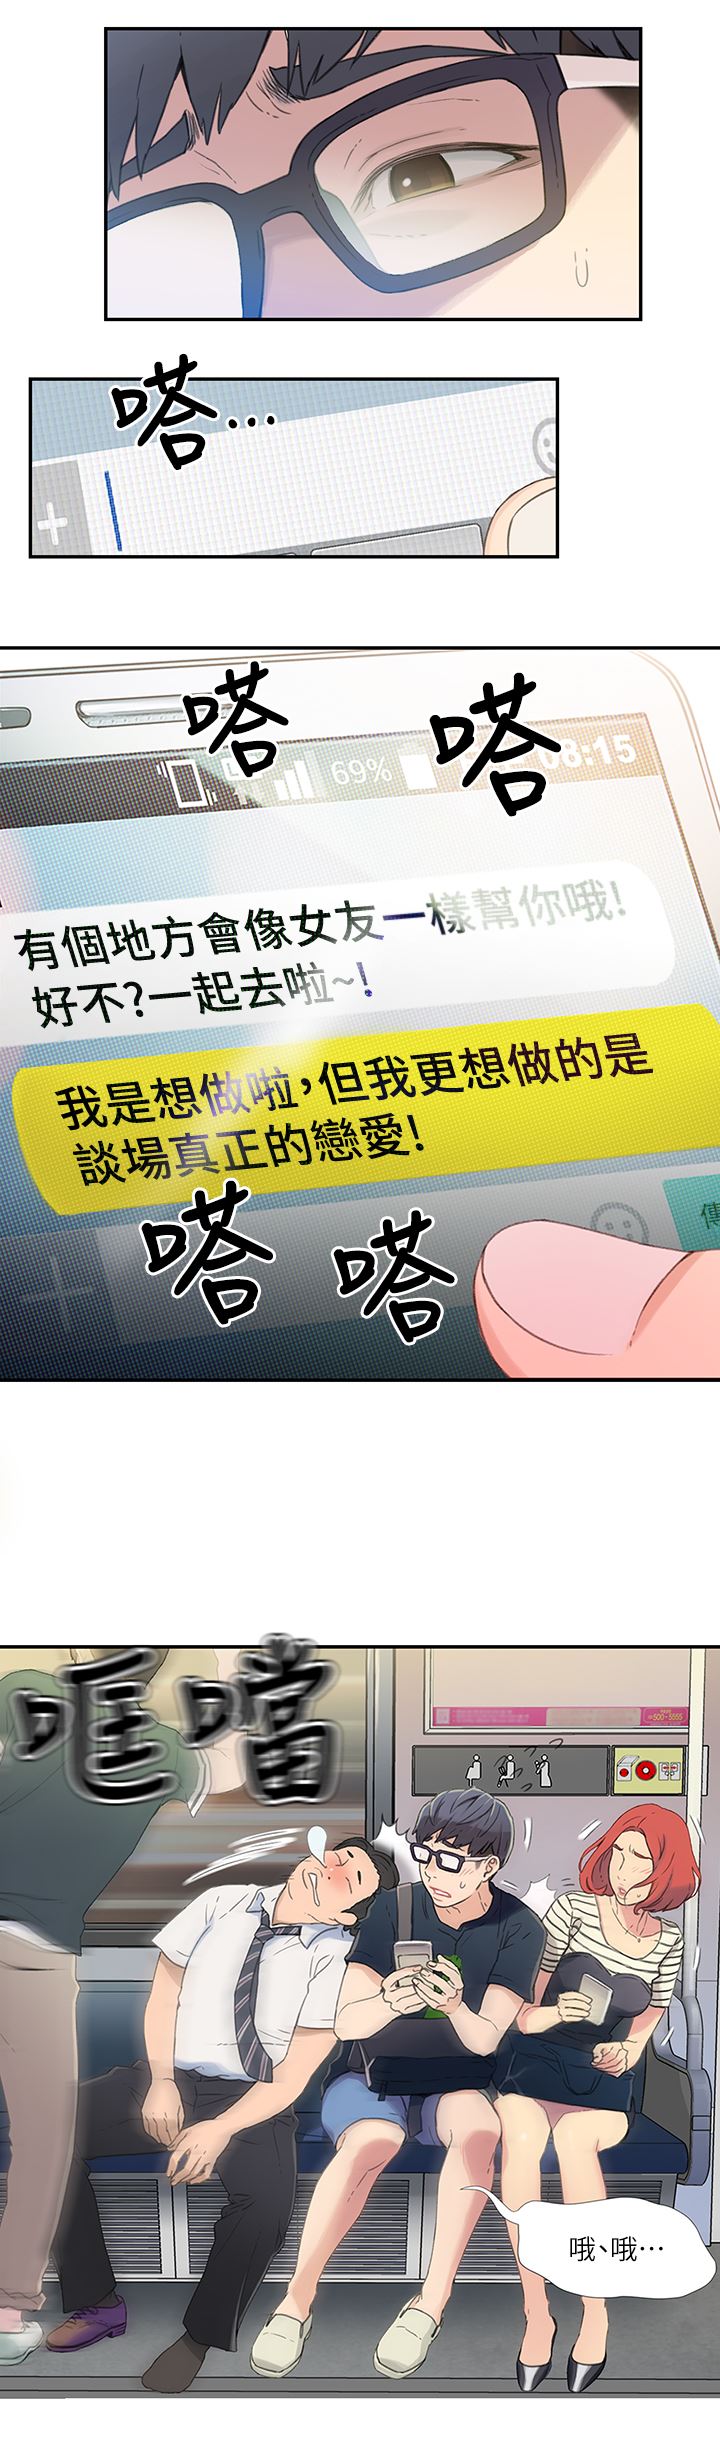 嗒…
嗒
嗒
69%
08:15
有個地方會像女友一樣幫你哦!
好不?一起去啦~!
我是想做啦，但我更想做的是
談場真正的戀愛!
傳
嗒
嗒
哐噹
500-5555
哦、哦…